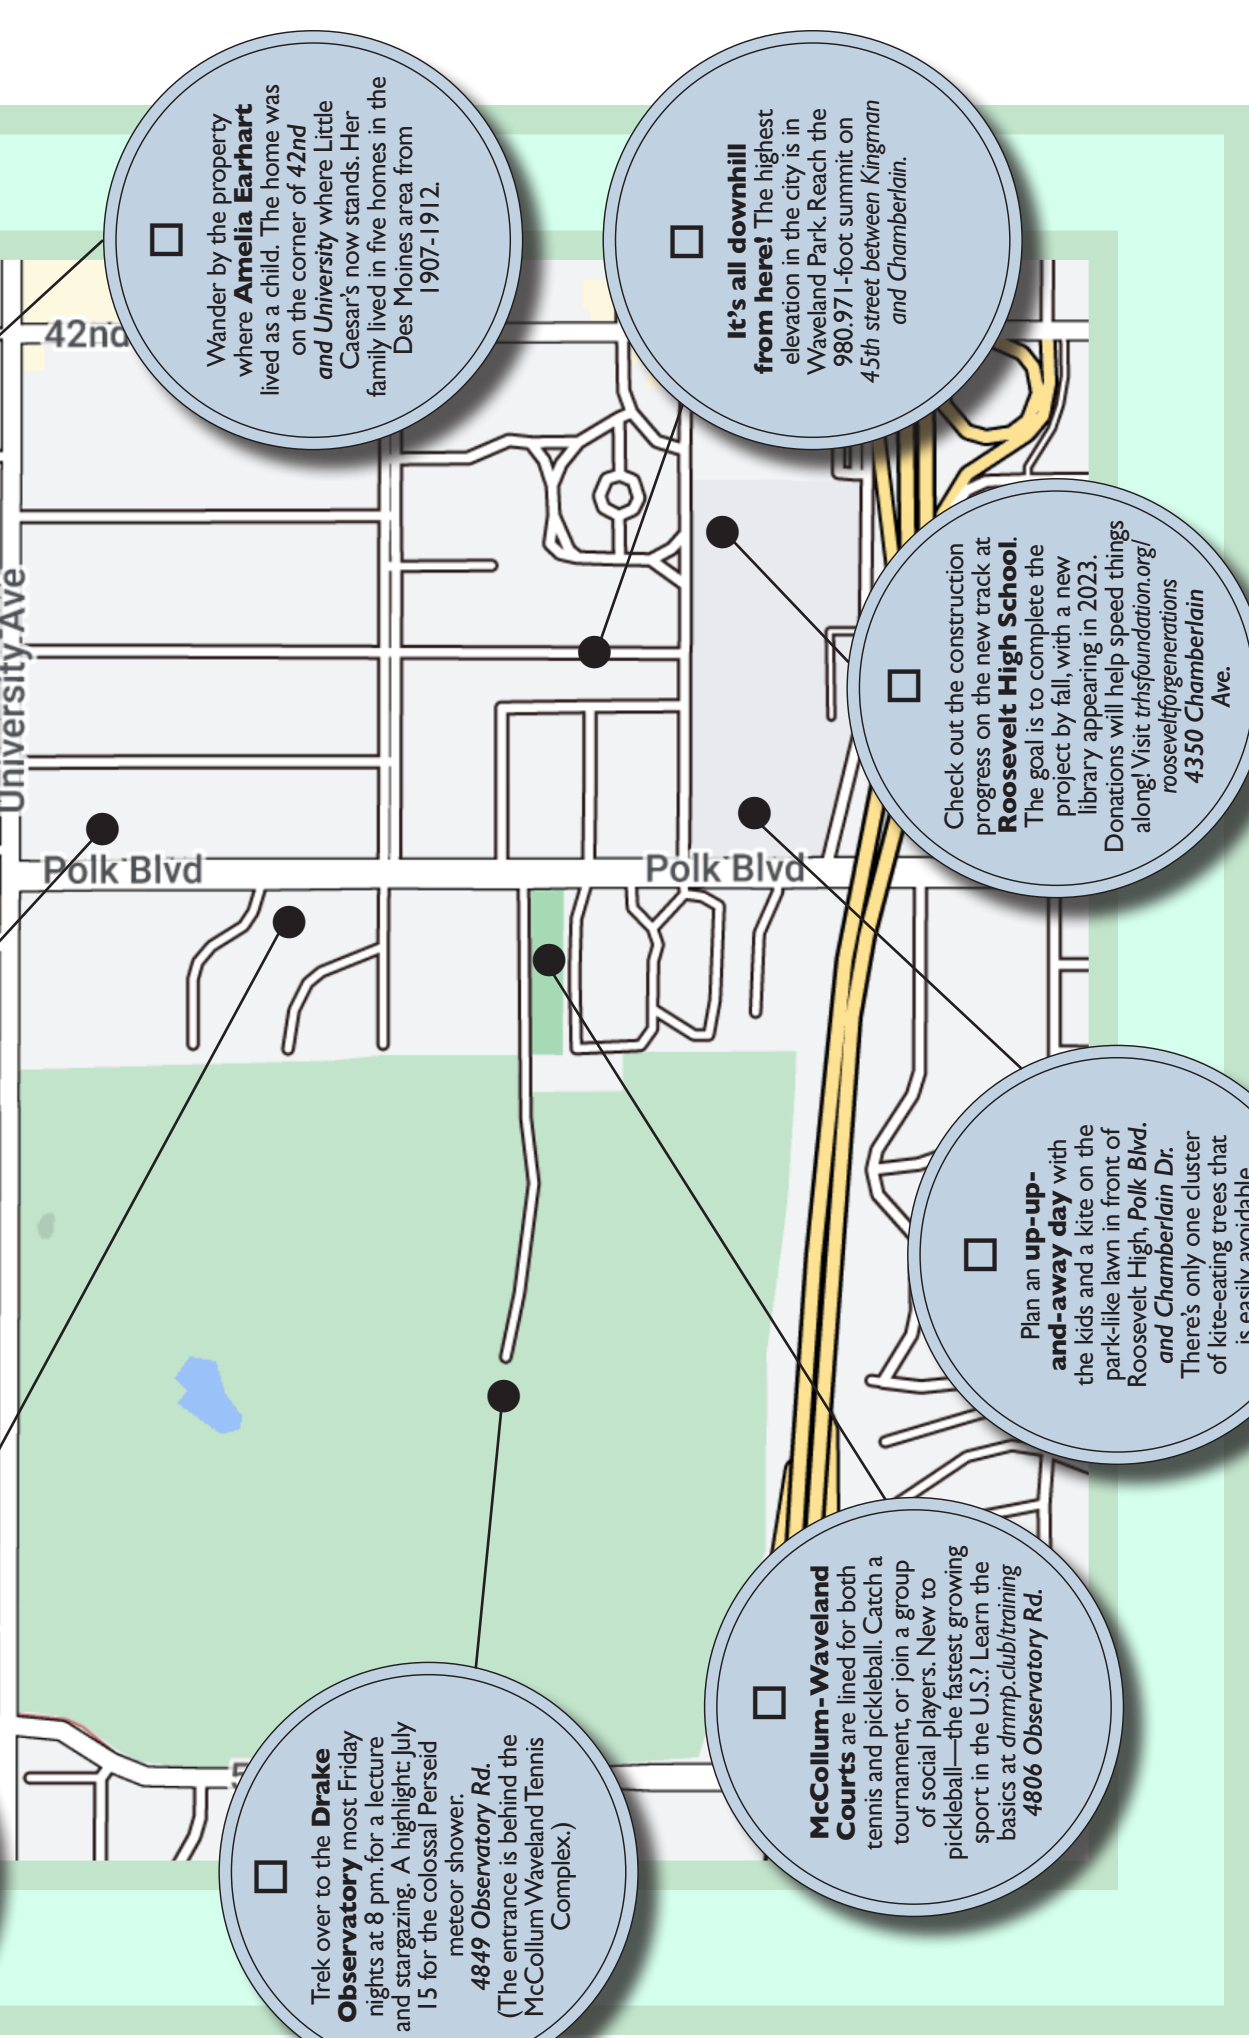 Wander by the property
where Amelia Earhart
lived as a child. The home was
on the corner of 42nd
and University where Little
Caesar's now stands. Her
family lived in five homes in the
Des Moines area from
1907-1912.
It's all downhill
from here! The highest
elevation in the city is in
Waveland Park. Reach the
980.971-foot summit on
45th street between Kingman
and Chamberlain.
42nd
University Ave
Polk Blvd
Polk Blvd
Check out the construction
progress on the new track at
Roosevelt High School.
The goal is to complete the
project by fall, with a new
library appearing in 2023.
Donations will help speed things
along! Visit trhsfoundation.org/
rooseveltforgenerations
4350 Chamberlain
Ave.
Plan an up-up-
and-away day with
the kids and a kite on the
park-like lawn in front of
Roosevelt High, Polk Blvd.
and Chamberlain Dr.
There's only one cluster
of kite-eating trees that
is easily avoidable
McCollum-Waveland
Courts are lined for both
tennis and pickleball. Catch a
tournament, or join a group
of social players. New to
pickleball—the fastest growing
sport in the U.S.? Learn the
basics at dmmp.club/training
4806 Observatory Rd.
5
Trek over to the Drake
Observatory most Friday
nights at 8 pm. for a lecture
and stargazing. A highlight: July
15 for the colossal Perseid
meteor shower.
4849 Observatory Rd.
(The entrance is behind the
McCollum Waveland Tennis
Complex.)